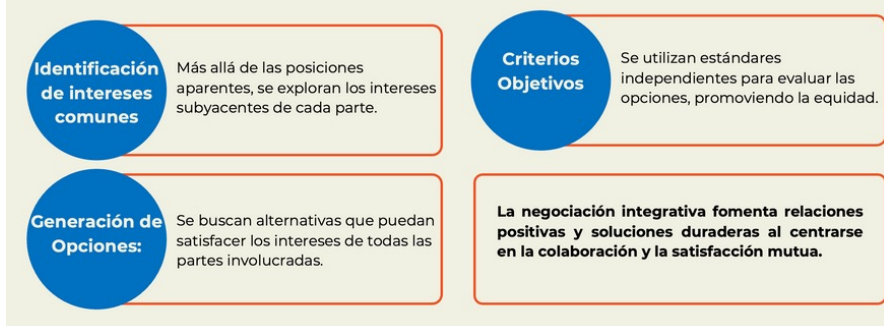 Identificación
de intereses
comunes
Más allá de las posiciones
aparentes, se exploran los intereses
subyacentes de cada parte.
Criterios
Objetivos
Se utilizan estándares
independientes para evaluar las
opciones, promoviendo la equidad.
Generación de
Opciones:
Se buscan alternativas que puedan
satisfacer los intereses de todas las
partes involucradas.
La negociación integrativa fomenta relaciones
positivas y soluciones duraderas al centrarse
en la colaboración y la satisfacción mutua.